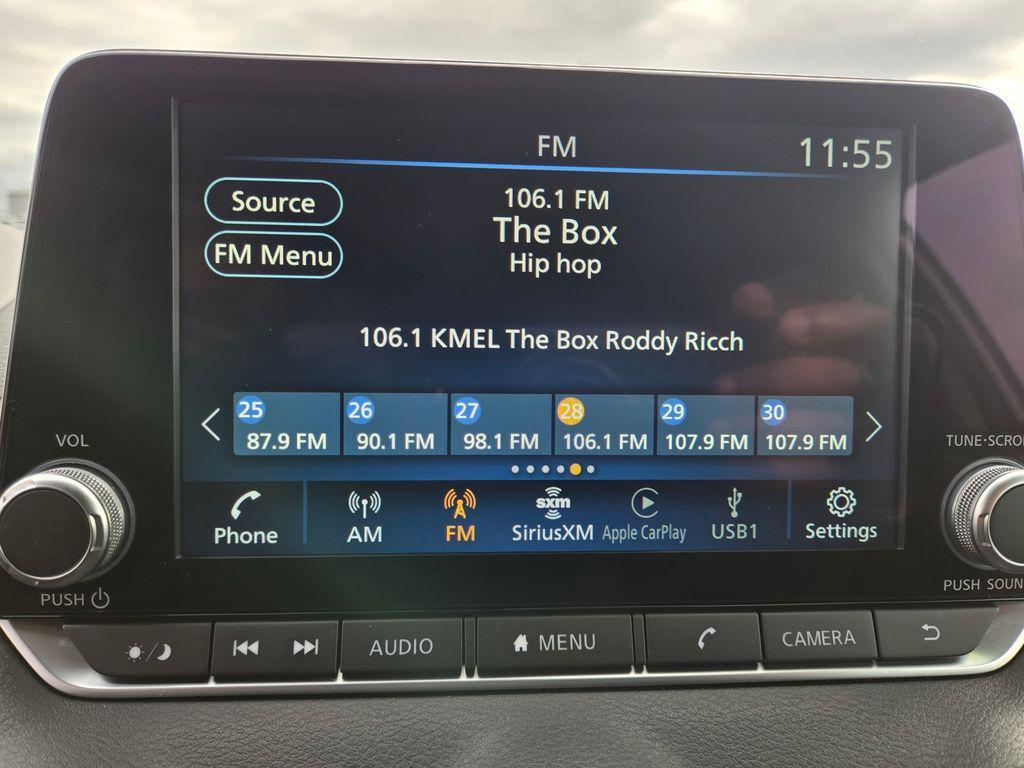 FM
11:55
Source
FM Menu
106.1 FM
The Box
Hip hop
106.1 KMEL The Box Roddy Ricch
25 26 27 28 29 30
87.9 FM 90.1 FM 98.1 FM 106.1 FM 107.9 FM 107.9 FM
VOL
TUNE·SCROL
sxm
Phone AM FM SiriusXM Apple CarPlay USB1 Settings
PUSH
PUSH SOUN
AUDIO MENU CAMERA